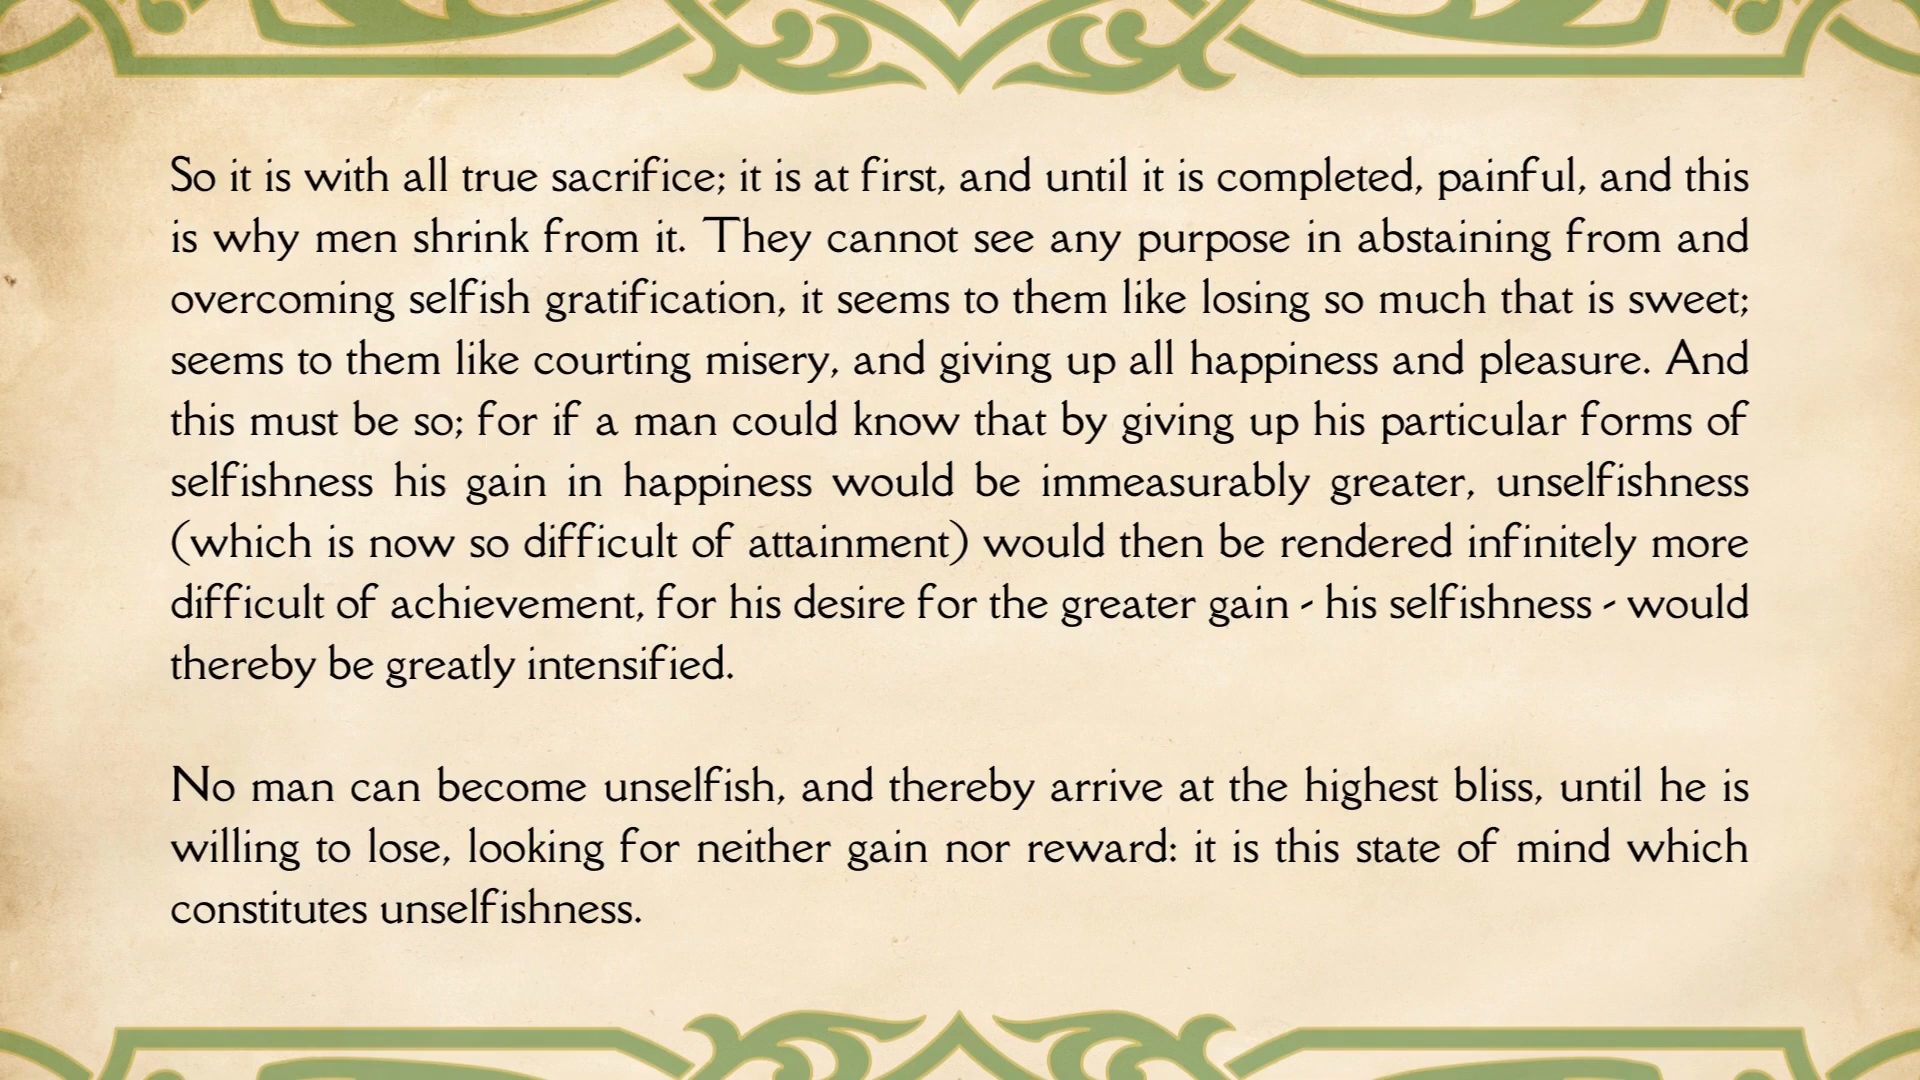 So it is with all true sacrifice; it is at first, and until it is completed, painful, and this
is why men shrink from it. They cannot see any purpose in abstaining from and
overcoming selfish gratification, it seems to them like losing so much that is sweet;
seems to them like courting misery, and giving up all happiness and pleasure. And
this must be so; for if a man could know that by giving up his particular forms of
selfishness his gain in happiness would be immeasurably greater, unselfishness
(which is now so difficult of attainment) would then be rendered infinitely more
difficult of achievement, for his desire for the greater gain - his selfishness - would
thereby be greatly intensified.
No man can become unselfish, and thereby arrive at the highest bliss, until he is
willing to lose, looking for neither gain nor reward: it is this state of mind which
constitutes unselfishness.